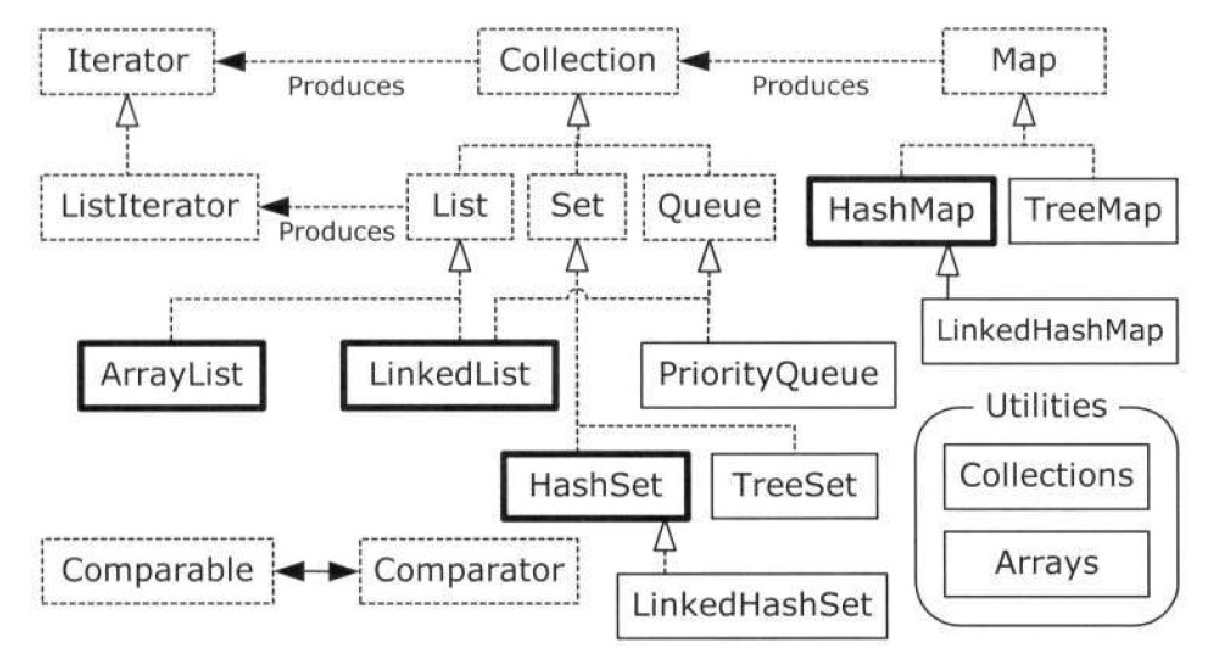 Iterator
Collection
Map
Produces
Produces
ListIterator
List
Set
Queue
HashMap
TreeMap
Produces
LinkedHashMap
ArrayList
LinkedList
PriorityQueue
Utilities
Collections
HashSet
TreeSet
Arrays
Comparable
Comparator
LinkedHashSet